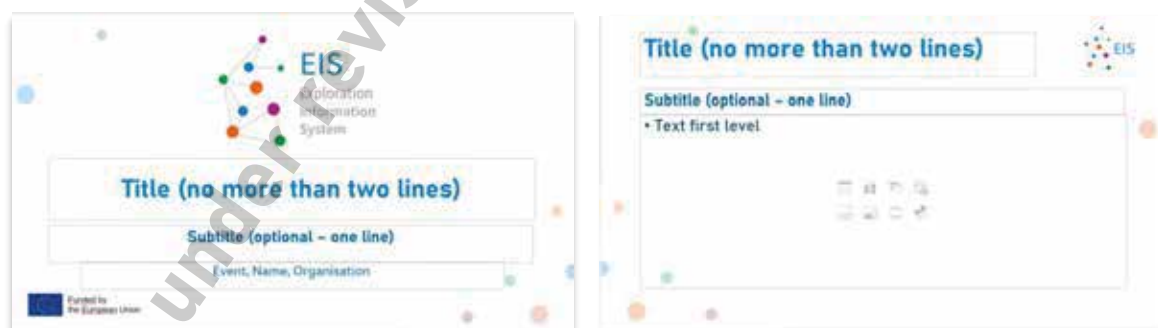 EIS
Exploration
Information
System
Title (no more than two lines)
Subtitle (optional – one line)
Event, Name, Organisation
Funded by
the European Union
under revis
Title (no more than two lines)
EIS
Subtitle (optional – one line)
• Text first level